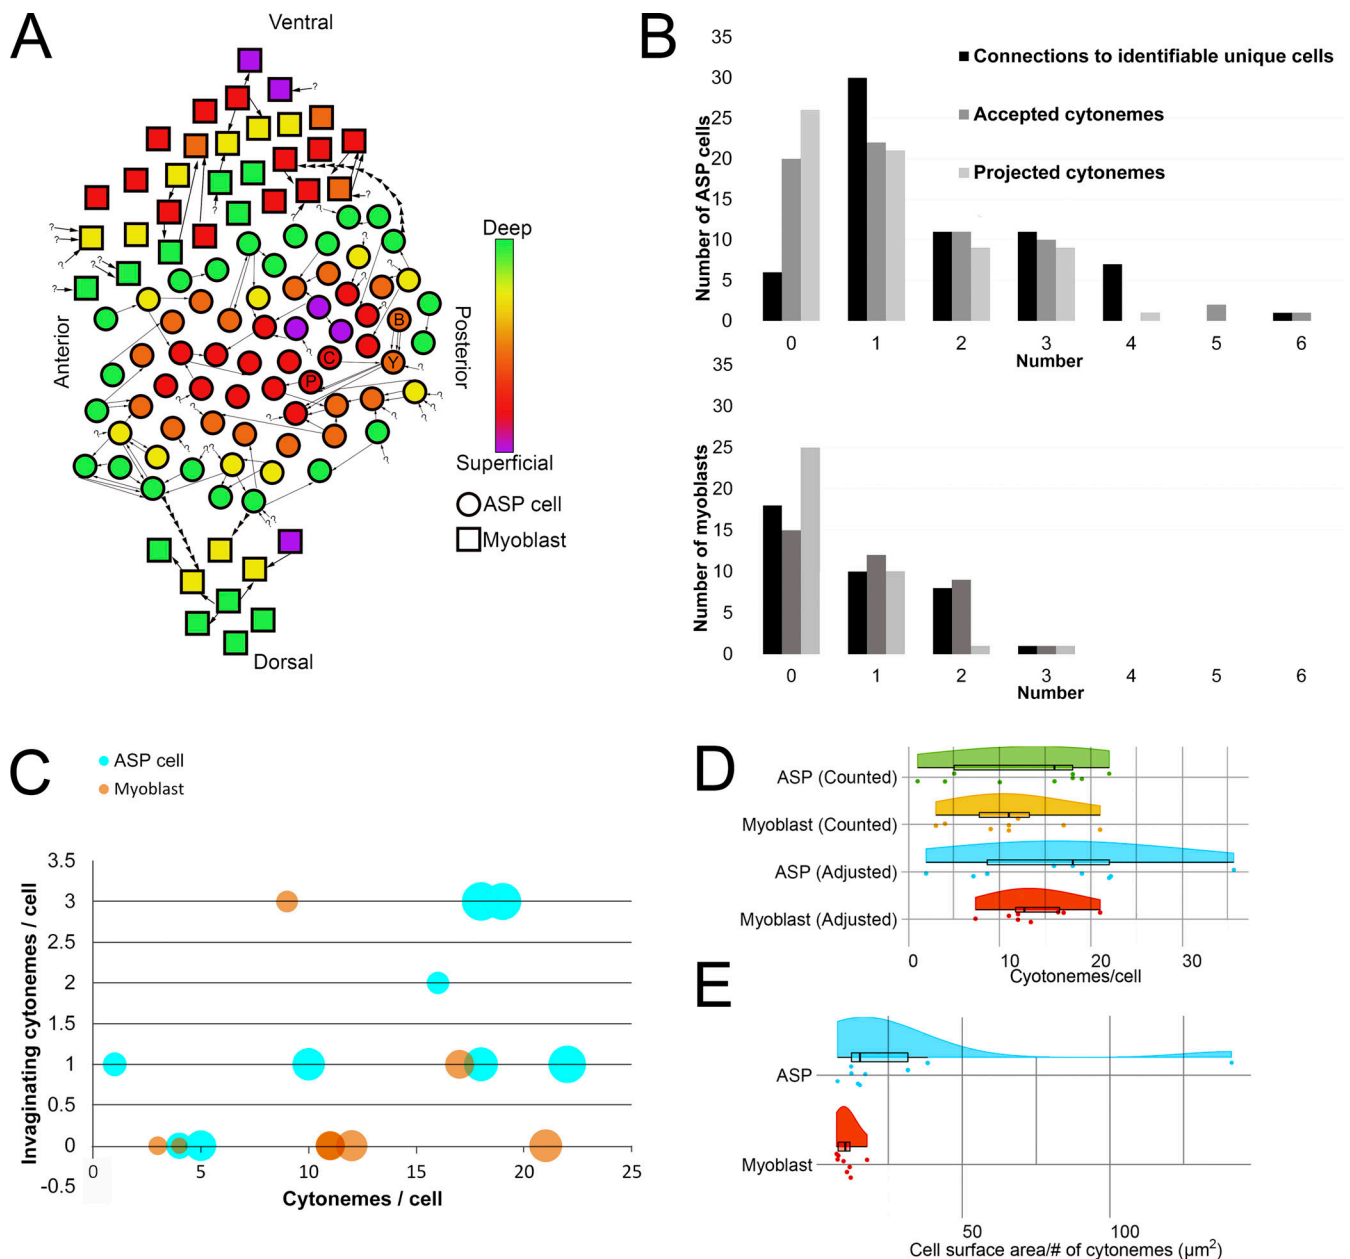 A
Ventral
Anterior
Posterior
B
Y
C
P
Deep
Superficial
ASP cell
Myoblast
Dorsal
B
35
30
25
20
15
10
5
0
Number of ASP cells
Connections to identifiable unique cells
Accepted cytonemes
Projected cytonemes
0 1 2 3 4 5 6
Number
35
30
25
20
15
10
5
0
Number of myoblasts
0 1 2 3 4 5 6
Number
C
ASP cell
Myoblast
3.5
3
2.5
2
1.5
1
0.5
0
-0.5
Invaginating cytonemes / cell
0 5 10 15 20 25
Cytonemes / cell
D
ASP (Counted)
Myoblast (Counted)
ASP (Adjusted)
Myoblast (Adjusted)
0 10 20 30
Cyotonemes/cell
E
ASP
Myoblast
50 100
Cell surface area/# of cytonemes (µm²)